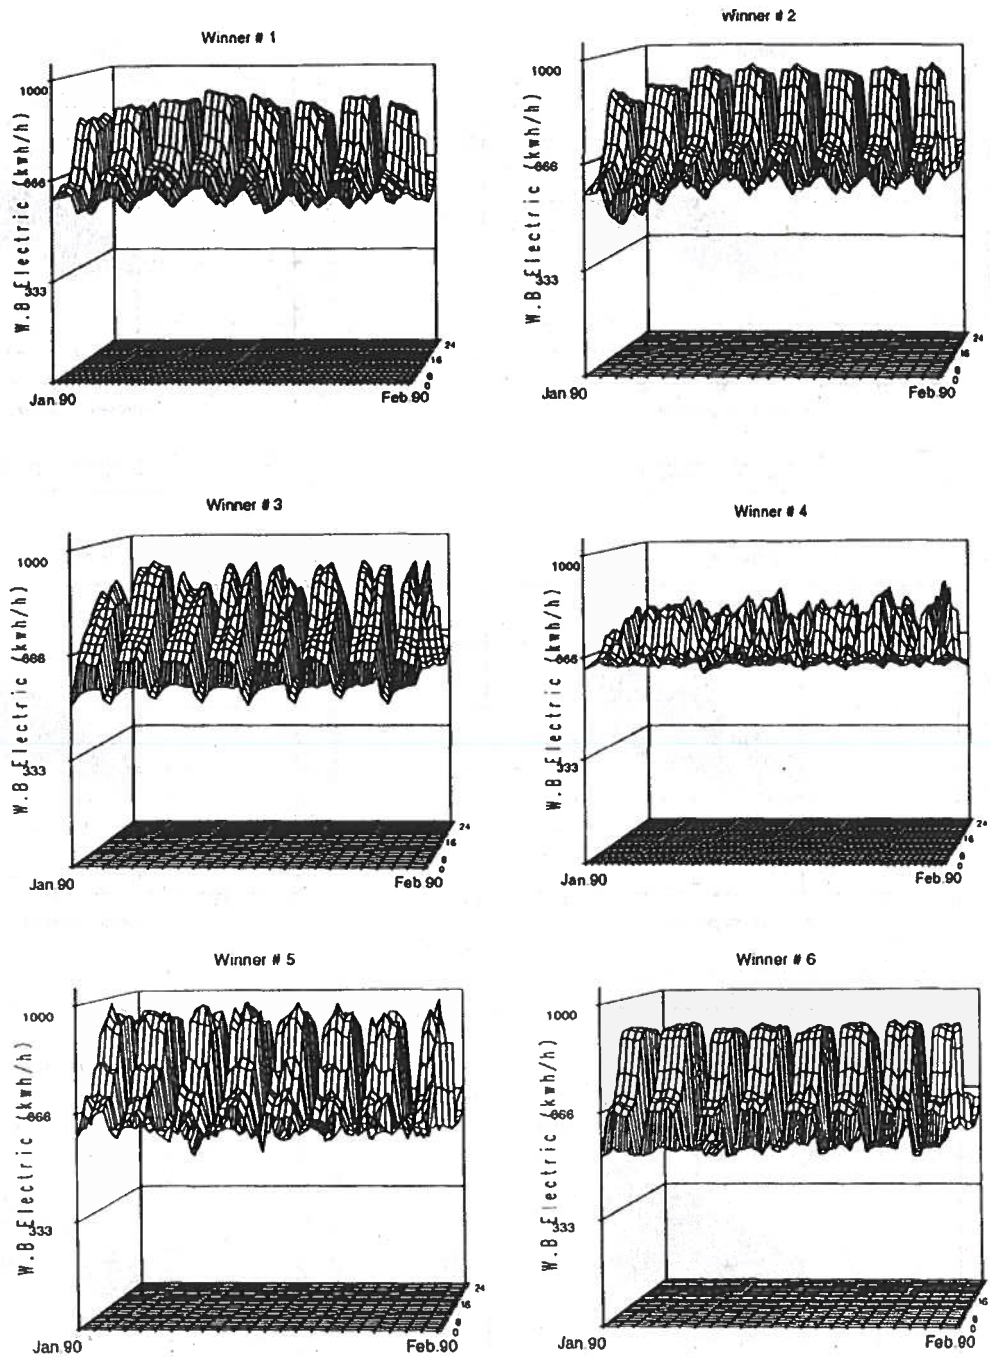 Winner # 1
W.B.Electric (kwh/h)
1000
666
333
24
16
8
0
Jan.90
Feb.90
Winner # 2
W.B.Electric (kwh/h)
1000
666
333
24
16
8
0
Jan 90
Feb.90
Winner # 3
W.B.Electric (kwh/h)
1000
666
333
24
16
8
0
Jan 90
Feb.90
Winner # 4
W.B.Electric (kwh/h)
1000
666
333
24
16
8
0
Jan 90
Feb.90
Winner # 5
W.B.Electric (kwh/h)
1000
666
333
24
16
8
0
Jan 90
Feb.90
Winner # 6
W.B.Electric (kwh/h)
1000
666
333
24
16
8
0
Jan 90
Feb.90